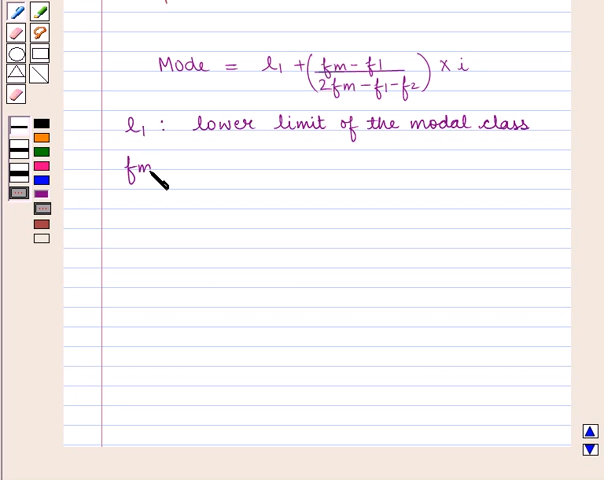 Mode = l1 + (fm - f1 / 2fm - f1 - f2) × i
l1 : lower limit of the modal class
fm